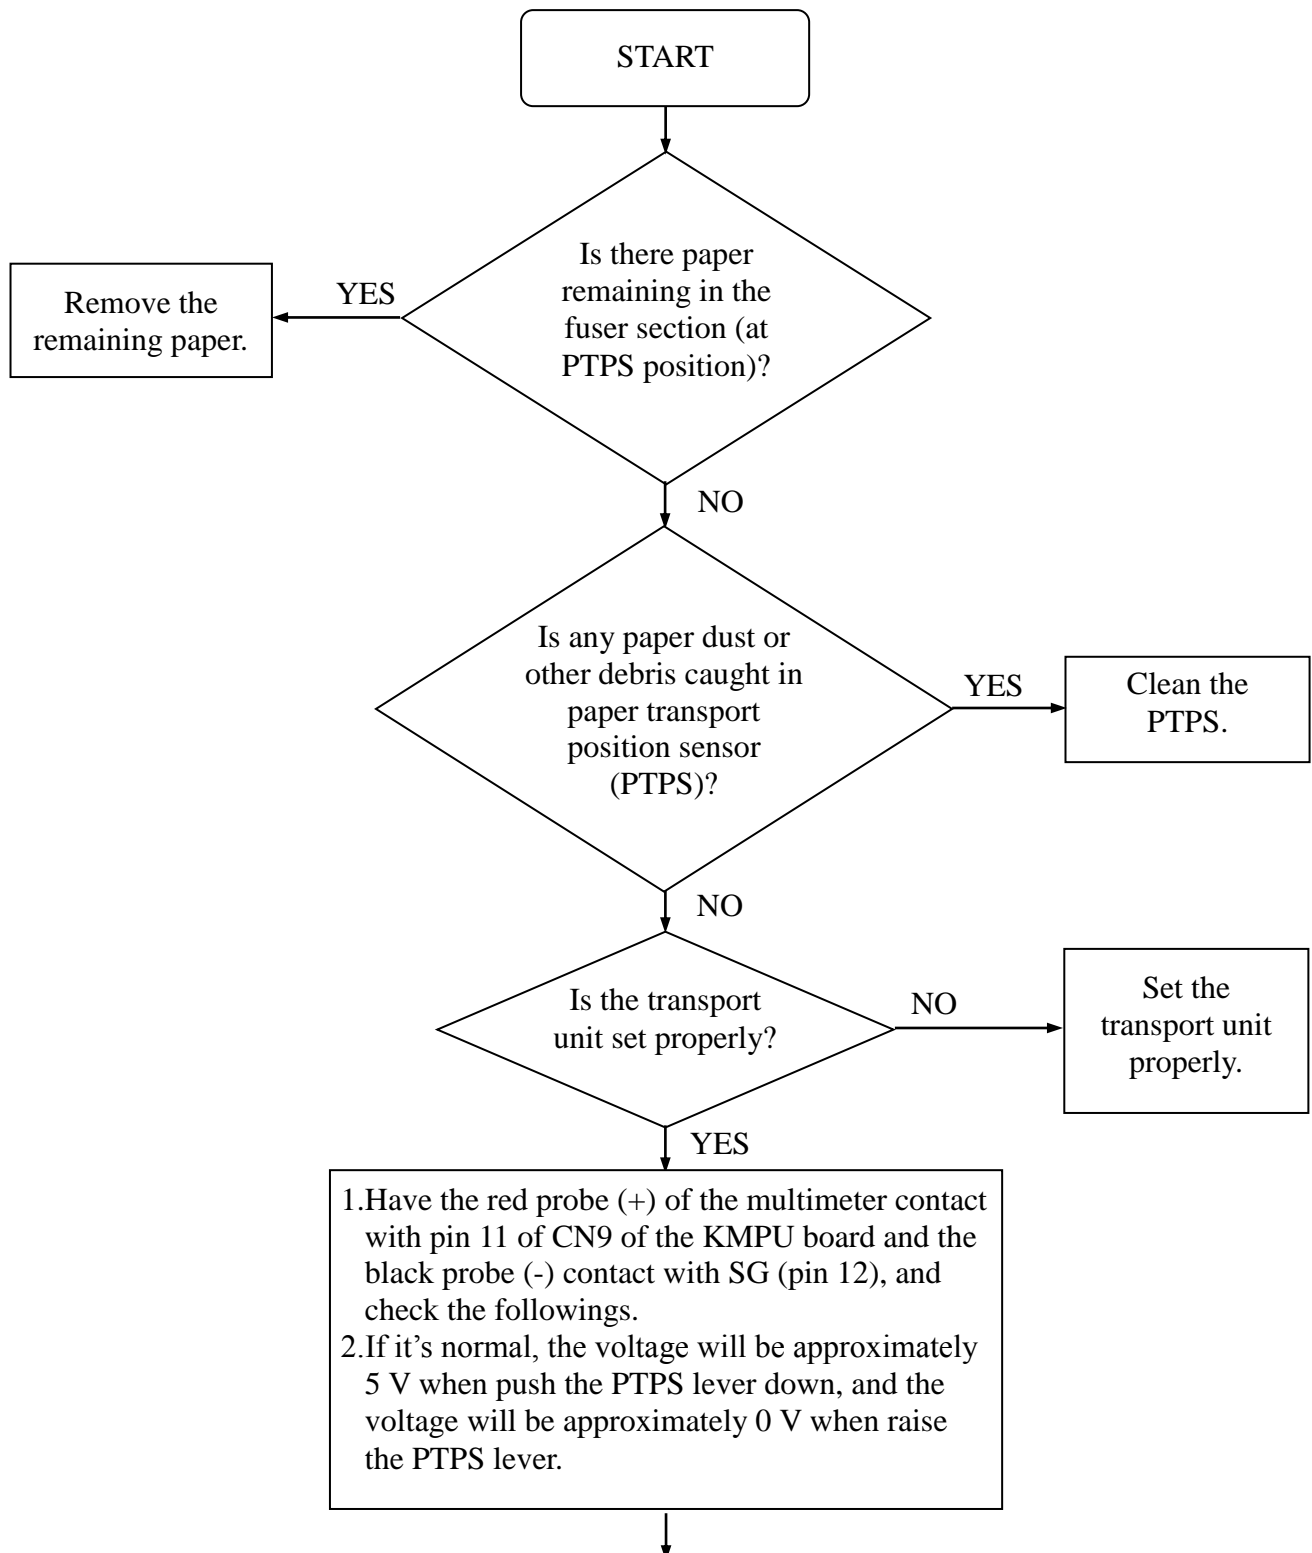 START
Is there paper
remaining in the
fuser section (at
PTPS position)?
YES
Remove the
remaining paper.
NO
Is any paper dust or
other debris caught in
paper transport
position sensor
(PTPS)?
YES
Clean the
PTPS.
NO
Is the transport
unit set properly?
NO
Set the
transport unit
properly.
YES
1.Have the red probe (+) of the multimeter contact
with pin 11 of CN9 of the KMPU board and the
black probe (-) contact with SG (pin 12), and
check the followings.
2.If it’s normal, the voltage will be approximately
5 V when push the PTPS lever down, and the
voltage will be approximately 0 V when raise
the PTPS lever.